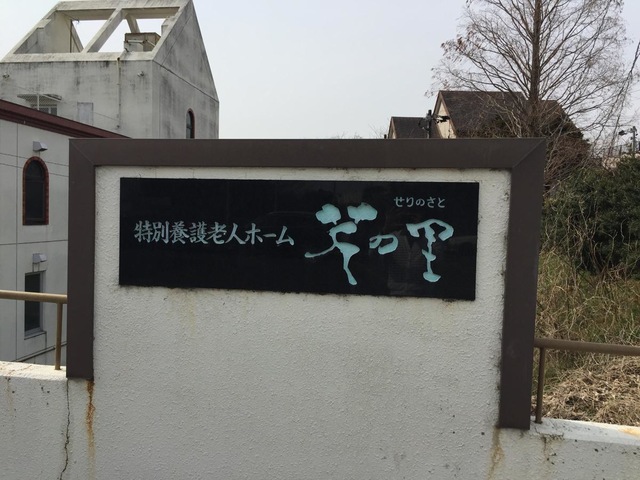 せりのさと
特別養護老人ホーム 芹の里